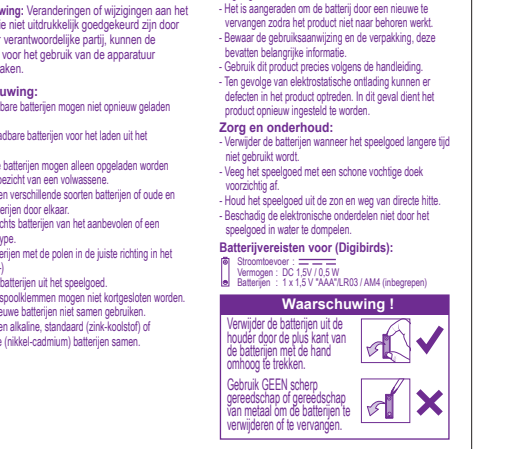 wing: Veranderingen of wijzigingen aan het
ie niet uitdrukkelijk goedgekeurd zijn door
verantwoordelijke partij, kunnen de
voor het gebruik van de apparatuur
aken.
uwing:
bare batterijen mogen niet opnieuw geladen
adbare batterijen voor het laden uit het
batterijen mogen alleen opgeladen worden
oezicht van een volwassene.
en verschillende soorten batterijen of oude en
erijen door elkaar.
chts batterijen van het aanbevolen of een
ype.
erijen met de polen in de juiste richting in het
-)
batterijen uit het speelgoed.
spoolklemmen mogen niet kortgesloten worden.
euwe batterijen niet samen gebruiken.
en alkaline, standaard (zink-koolstof) of
e (nikkel-cadmium) batterijen samen.
- Het is aangeraden om de batterij door een nieuwe te
vervangen zodra het product niet naar behoren werkt.
- Bewaar de gebruiksaanwijzing en de verpakking, deze
bevatten belangrijke informatie.
- Gebruik dit product precies volgens de handleiding.
- Ten gevolge van elektrostatische ontlading kunnen er
defecten in het product optreden. In dit geval dient het
product opnieuw ingesteld te worden.
Zorg en onderhoud:
- Verwijder de batterijen wanneer het speelgoed langere tijd
niet gebruikt wordt.
- Veeg het speelgoed met een schone vochtige doek
voorzichtig af.
- Houd het speelgoed uit de zon en weg van directe hitte.
- Beschadig de elektronische onderdelen niet door het
speelgoed in water te dompelen.
Batterijvereisten voor (Digibirds):
Stroomtoevoer :
Vermogen : DC 1,5V / 0,5 W
Batterijen : 1 x 1,5 V "AAA"/LR03 / AM4 (inbegrepen)
Waarschuwing !
Verwijder de batterijen uit de
houder door de plus kant van
de batterijen met de hand
omhoog te trekken.
Gebruik GEEN scherp
gereedschap of gereedschap
van metaal om de batterijen te
verwijderen of te vervangen.